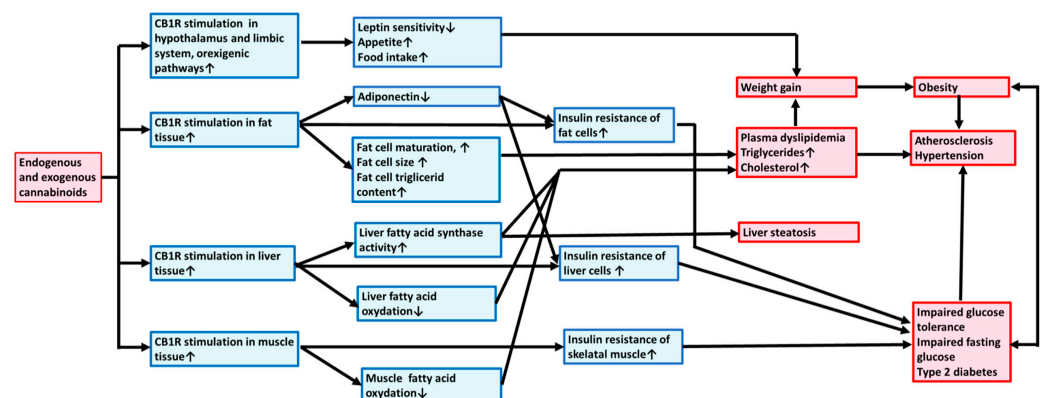 Endogenous
and exogenous
cannabinoids
CB1R stimulation in
hypothalamus and limbic
system, orexigenic
pathways↑
CB1R stimulation in fat
tissue↑
CB1R stimulation in liver
tissue↑
CB1R stimulation in muscle
tissue↑
Leptin sensitivity↓
Appetite↑
Food intake↑
Adiponectin↓
Fat cell maturation, ↑
Fat cell size ↑
Fat cell triglicerid
content↑
Liver fatty acid synthase
activity↑
Liver fatty acid
oxydation↓
Muscle fatty acid
oxydation↓
Insulin resistance of
fat cells↑
Insulin resistance of
liver cells ↑
Insulin resistance of
skelatal muscle↑
Weight gain
Plasma dyslipidemia
Triglycerides↑
Cholesterol↑
Liver steatosis
Obesity
Atherosclerosis
Hypertension
Impaired glucose
tolerance
Impaired fasting
glucose
Type 2 diabetes